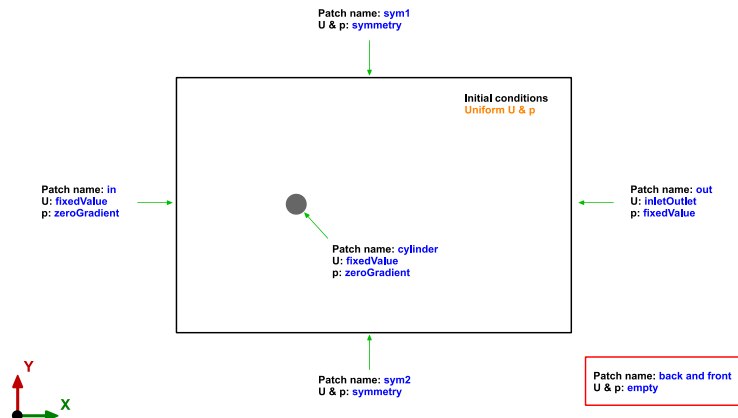 Patch name: sym1
U & p: symmetry
Initial conditions
Uniform U & p
Patch name: in
U: fixedValue
p: zeroGradient
Patch name: out
U: inletOutlet
p: fixedValue
Patch name: cylinder
U: fixedValue
p: zeroGradient
Patch name: sym2
U & p: symmetry
Patch name: back and front
U & p: empty
Y
X